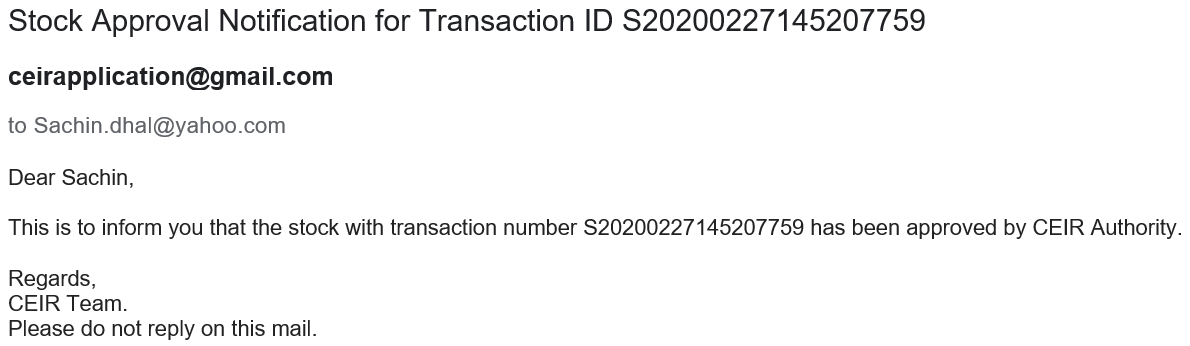 Stock Approval Notification for Transaction ID S20200227145207759
ceirapplication@gmail.com
to Sachin.dhal@yahoo.com
Dear Sachin,
This is to inform you that the stock with transaction number S20200227145207759 has been approved by CEIR Authority.
Regards,
CEIR Team.
Please do not reply on this mail.